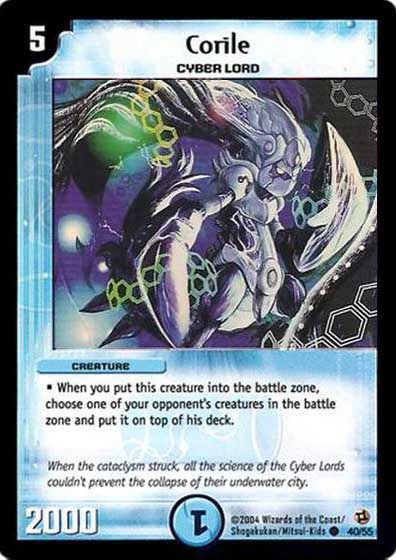 5
Corile
CYBER LORD
CREATURE
▪ When you put this creature into the battle zone,
choose one of your opponent's creatures in the battle
zone and put it on top of his deck.
When the cataclysm struck, all the science of the Cyber Lords
couldn't prevent the collapse of their underwater city.
2000
1
©2004 Wizards of the Coast/
Shogakukan/Mitsui-Kids ● 40/55